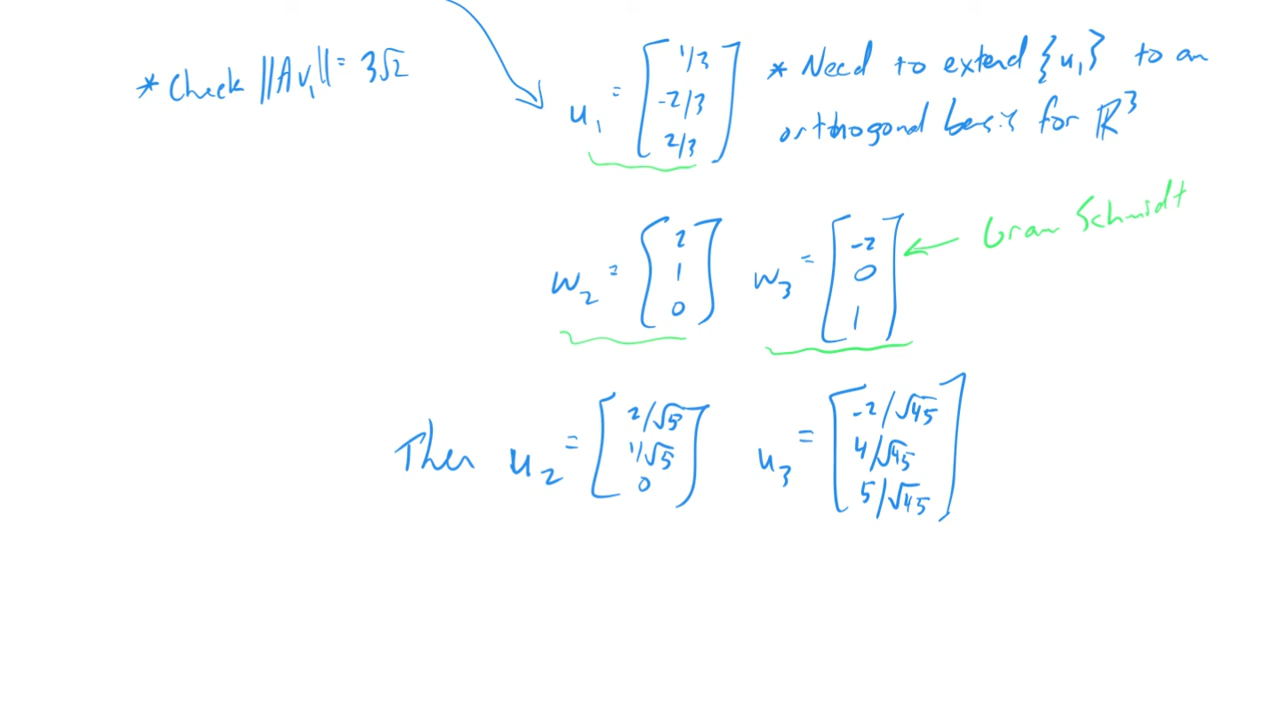 * Check ||Av₁|| = 3√2
u₁ = [1/3 -2/3 2/3]
* Need to extend {u₁} to an
orthogonal basis for ℝ³
w₂ = [2 1 0] w₃ = [-2 0 1] ← Gram Schmidt
Then u₂ = [2/√5 1/√5 0] u₃ = [-2/√45 4/√45 5/√45]